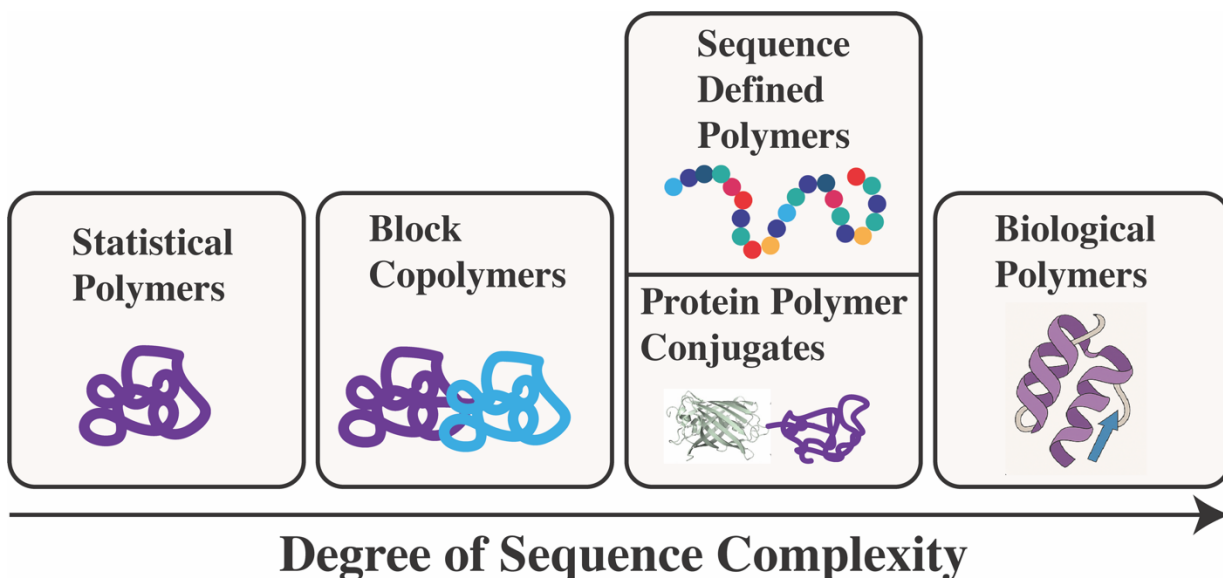 Statistical
Polymers
Block
Copolymers
Sequence
Defined
Polymers
Protein Polymer
Conjugates
Biological
Polymers
Degree of Sequence Complexity